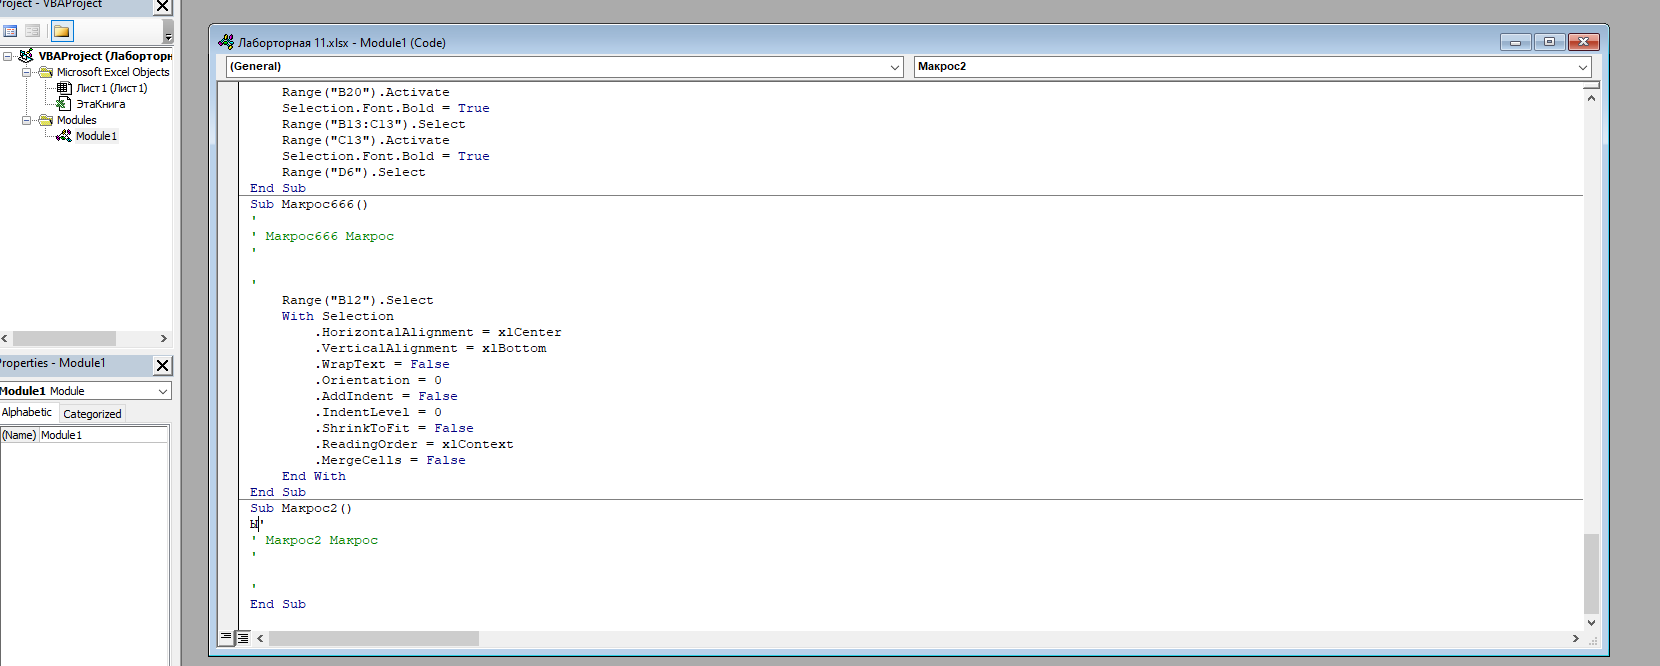 roject - VBAProject
VBAProject (Лаборторн
Microsoft Excel Objects
Лист1 (Лист1)
ЭтаКнига
Modules
Module1
roperties - Module1
Module1 Module
Alphabetic Categorized
(Name) Module1
Лаборторная 11.xlsx - Module1 (Code)
(General) Макрос2
Range("B20").Activate
Selection.Font.Bold = True
Range("B13:C13").Select
Range("C13").Activate
Selection.Font.Bold = True
Range("D6").Select
End Sub
Sub Макрос666()
'
' Макрос666 Макрос
'
'
Range("B12").Select
With Selection
.HorizontalAlignment = xlCenter
.VerticalAlignment = xlBottom
.WrapText = False
.Orientation = 0
.AddIndent = False
.IndentLevel = 0
.ShrinkToFit = False
.ReadingOrder = xlContext
.MergeCells = False
End With
End Sub
Sub Макрос2()
Ы'
' Макрос2 Макрос
'
'
End Sub